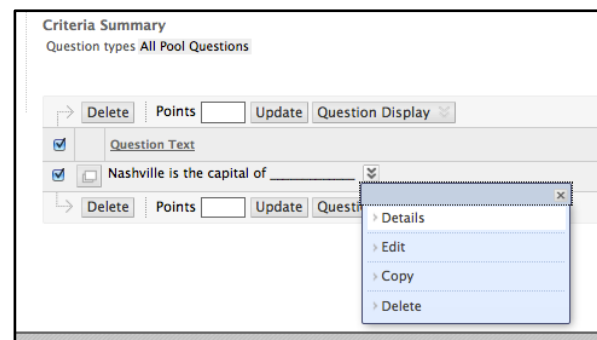 Criteria Summary
Question types All Pool Questions
Delete Points Update Question Display
Question Text
Nashville is the capital of ______________
Delete Points Update Questi
Details
Edit
Copy
Delete